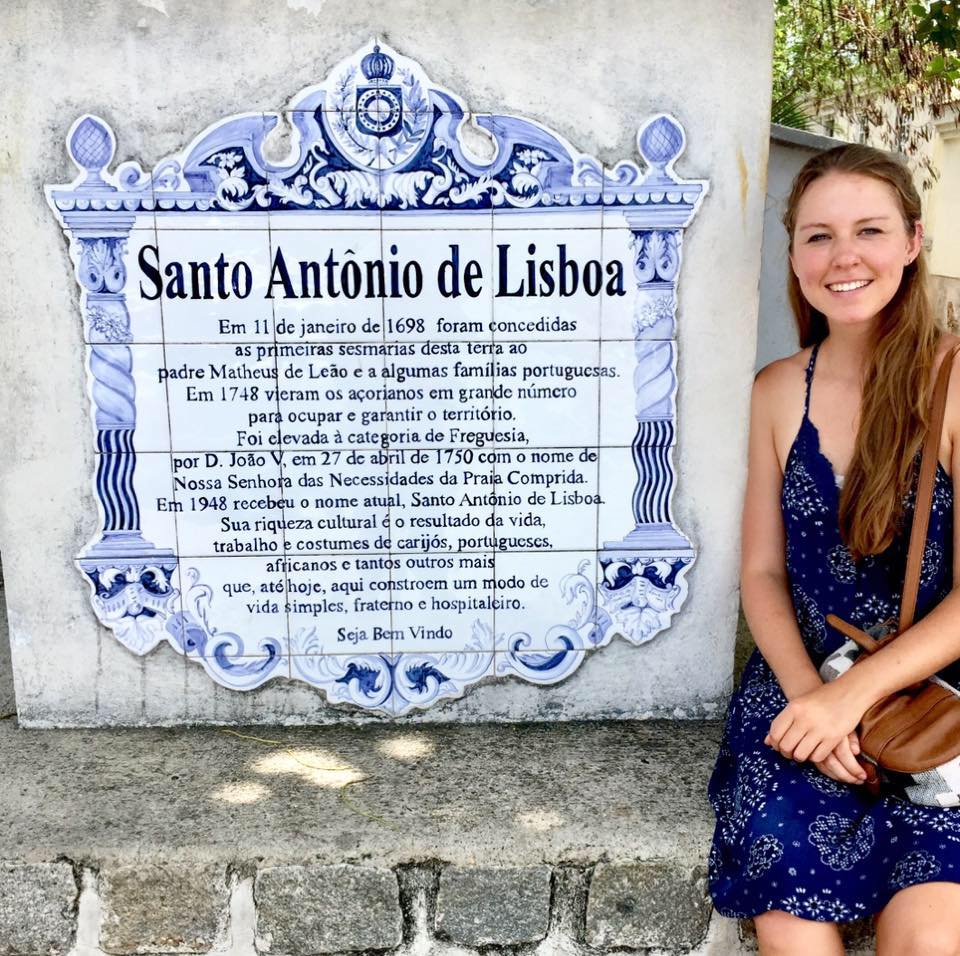 Santo Antônio de Lisboa
Em 11 de janeiro de 1698 foram concedidas
as primeiras sesmarias desta terra ao
padre Matheus de Leão e a algumas famílias portuguesas.
Em 1748 vieram os açorianos em grande número
para ocupar e garantir o território.
Foi elevada à categoria de Freguesia,
por D. João V, em 27 de abril de 1750 com o nome de
Nossa Senhora das Necessidades da Praia Comprida.
Em 1948 recebeu o nome atual, Santo Antônio de Lisboa.
Sua riqueza cultural é o resultado da vida,
trabalho e costumes de carijós, portugueses,
africanos e tantos outros mais
que, até hoje, aqui constroem um modo de
vida simples, fraterno e hospitaleiro.
Seja Bem Vindo